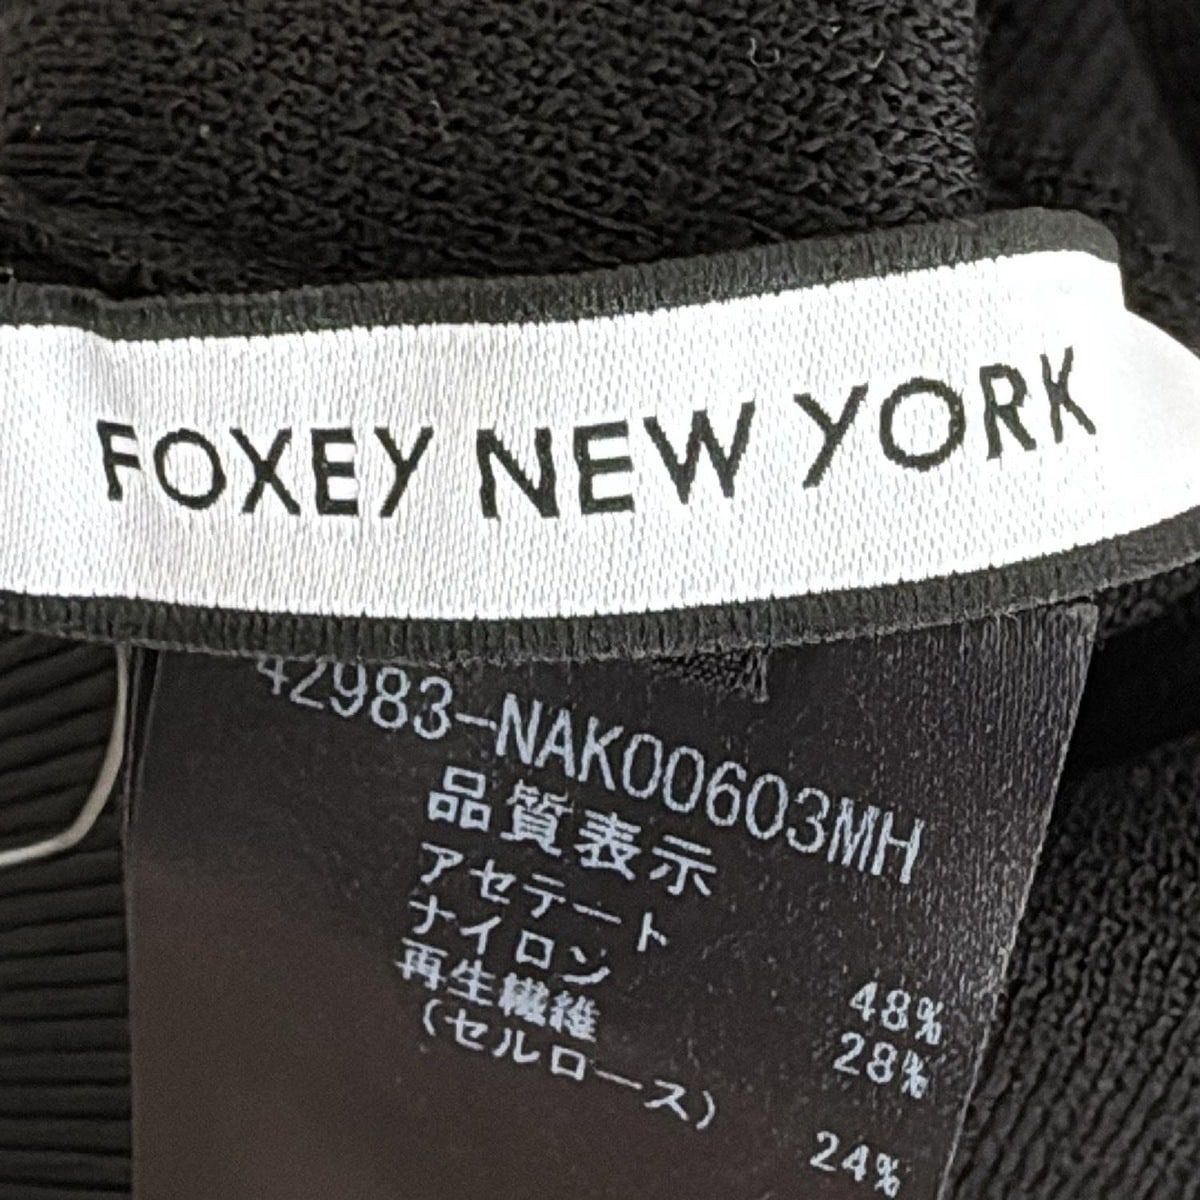 FOXEY NEW YORK
42983-NAK00603MH
品質表示
アセテート 48%
ナイロン 28%
再生繊維
(セルロース) 24%